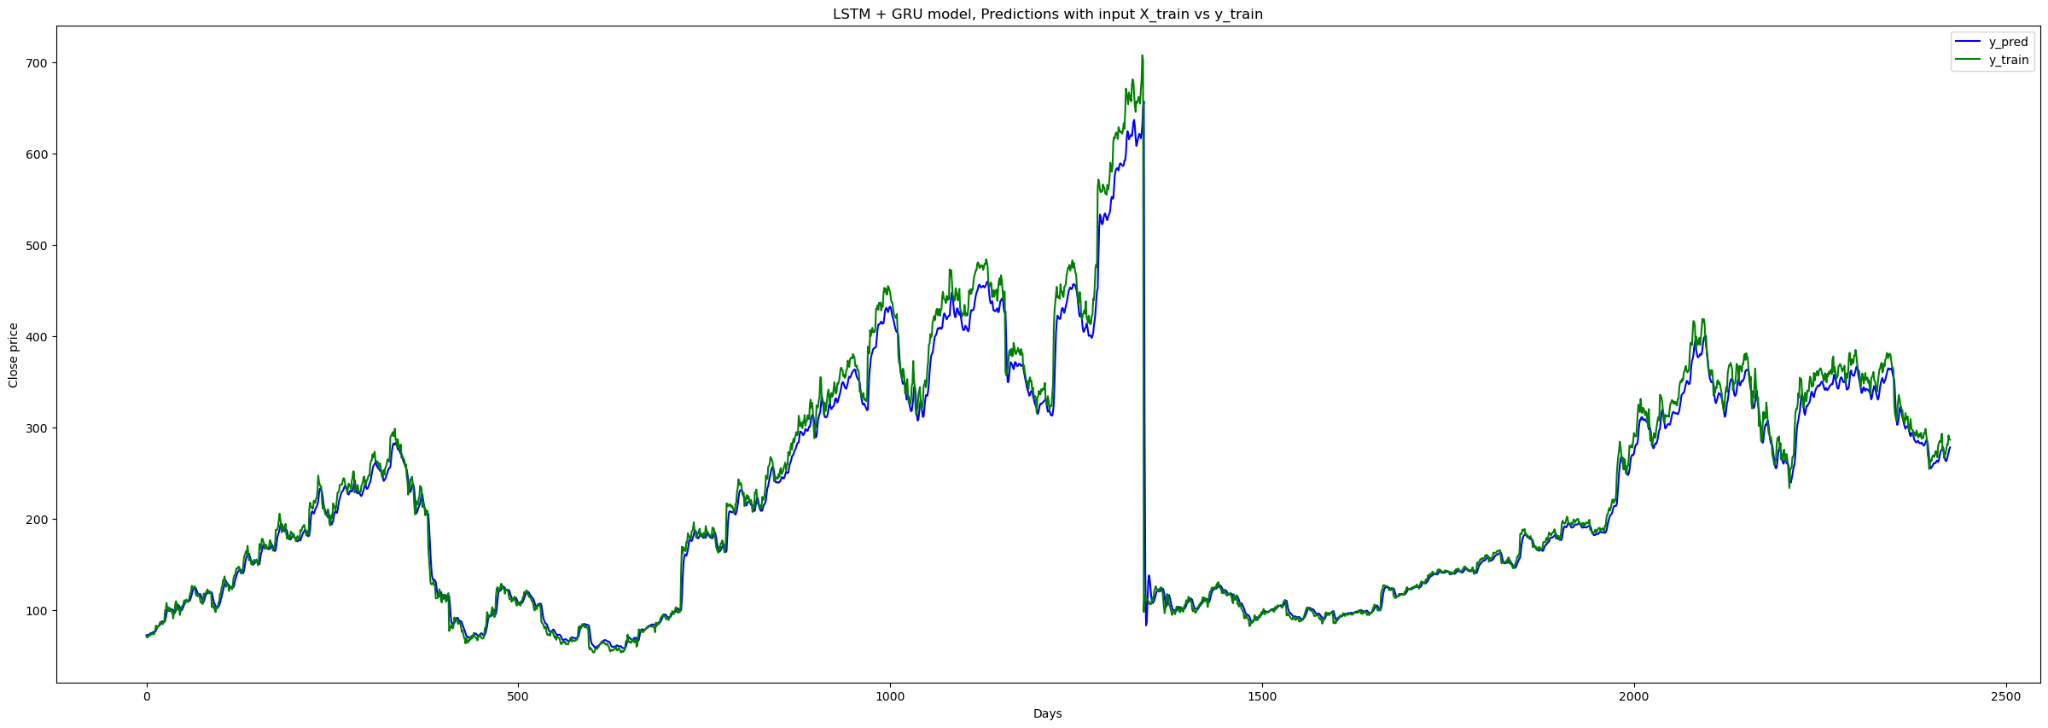 LSTM + GRU model, Predictions with input X_train vs y_train
y_pred
y_train
700
600
500
400
300
200
100
Close price
0
500
1000
1500
2000
2500
Days